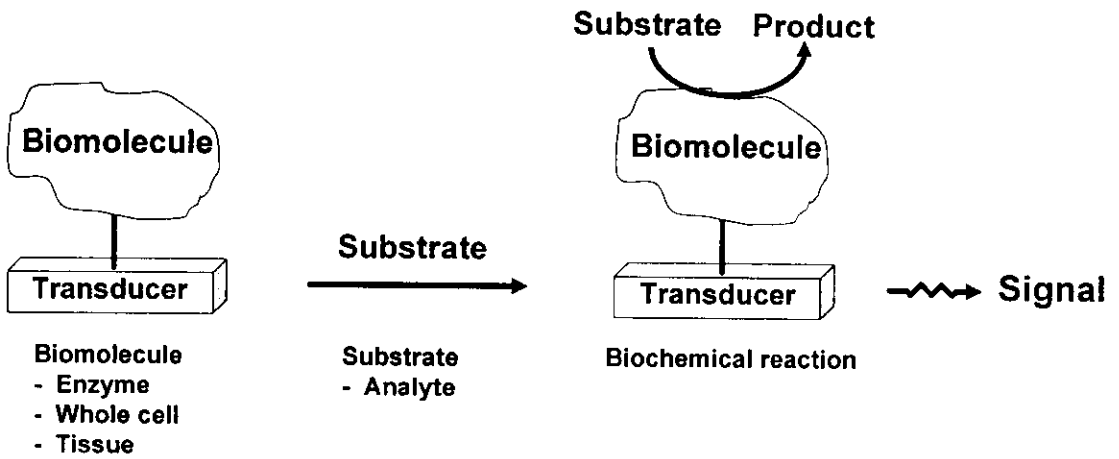 Substrate Product
Biomolecule
Biomolecule
Substrate
Transducer
Transducer
Signal
Biomolecule
- Enzyme
- Whole cell
- Tissue
Substrate
- Analyte
Biochemical reaction